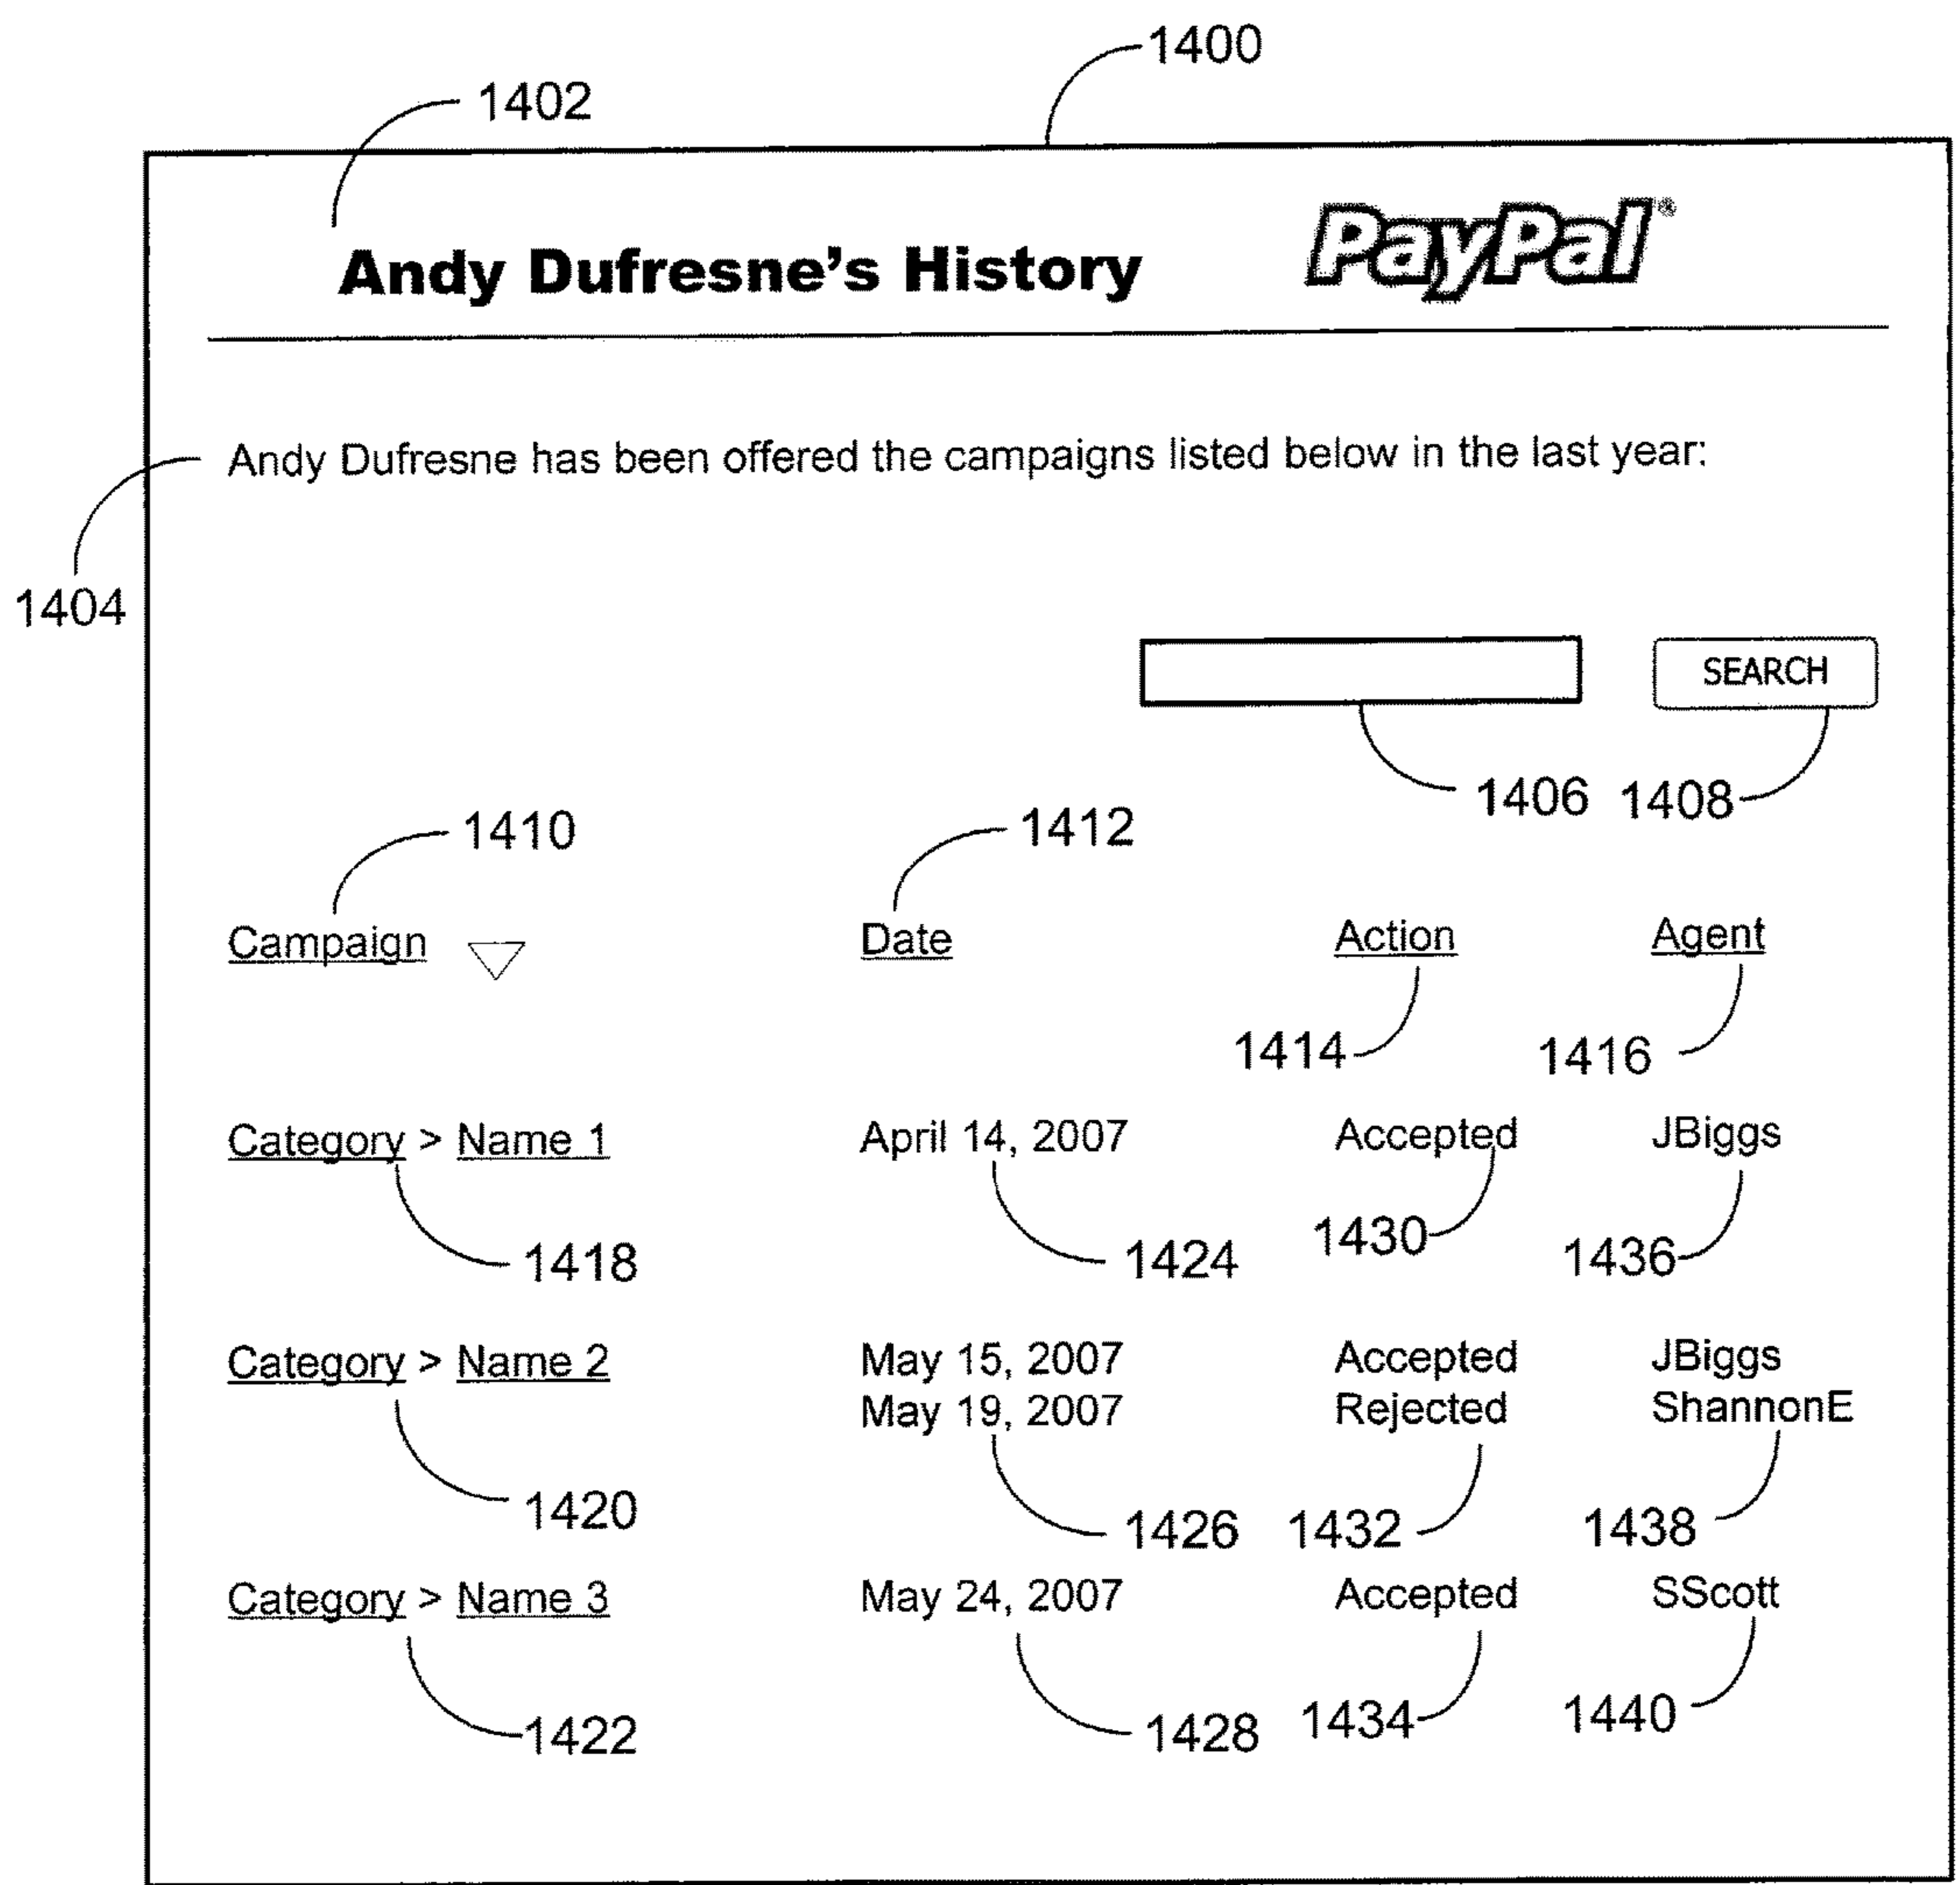 1400
1402
Andy Dufresne's History PayPal®
Andy Dufresne has been offered the campaigns listed below in the last year:
1404
SEARCH
1406 1408
1410 1412
Campaign Date Action Agent
1414 1416
Category > Name 1 April 14, 2007 Accepted JBiggs
1418 1424 1430 1436
Category > Name 2 May 15, 2007 Accepted JBiggs
May 19, 2007 Rejected ShannonE
1420 1426 1432 1438
Category > Name 3 May 24, 2007 Accepted SScott
1422 1428 1434 1440